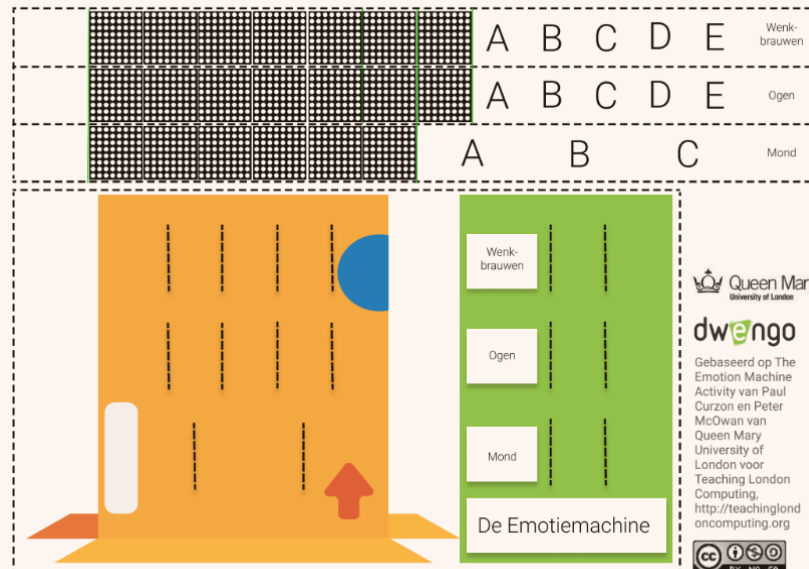 A B C D E
Wenk-
brauwen
A B C D E
Ogen
A B C
Mond
Wenk-
brauwen
Ogen
Mond
De Emotiemachine
Queen Mar
University of London
dwengo
Gebaseerd op The
Emotion Machine
Activity van Paul
Curzon en Peter
McOwan van
Queen Mary
University of
London voor
Teaching London
Computing,
http://teachinglond
oncomputing.org
cc